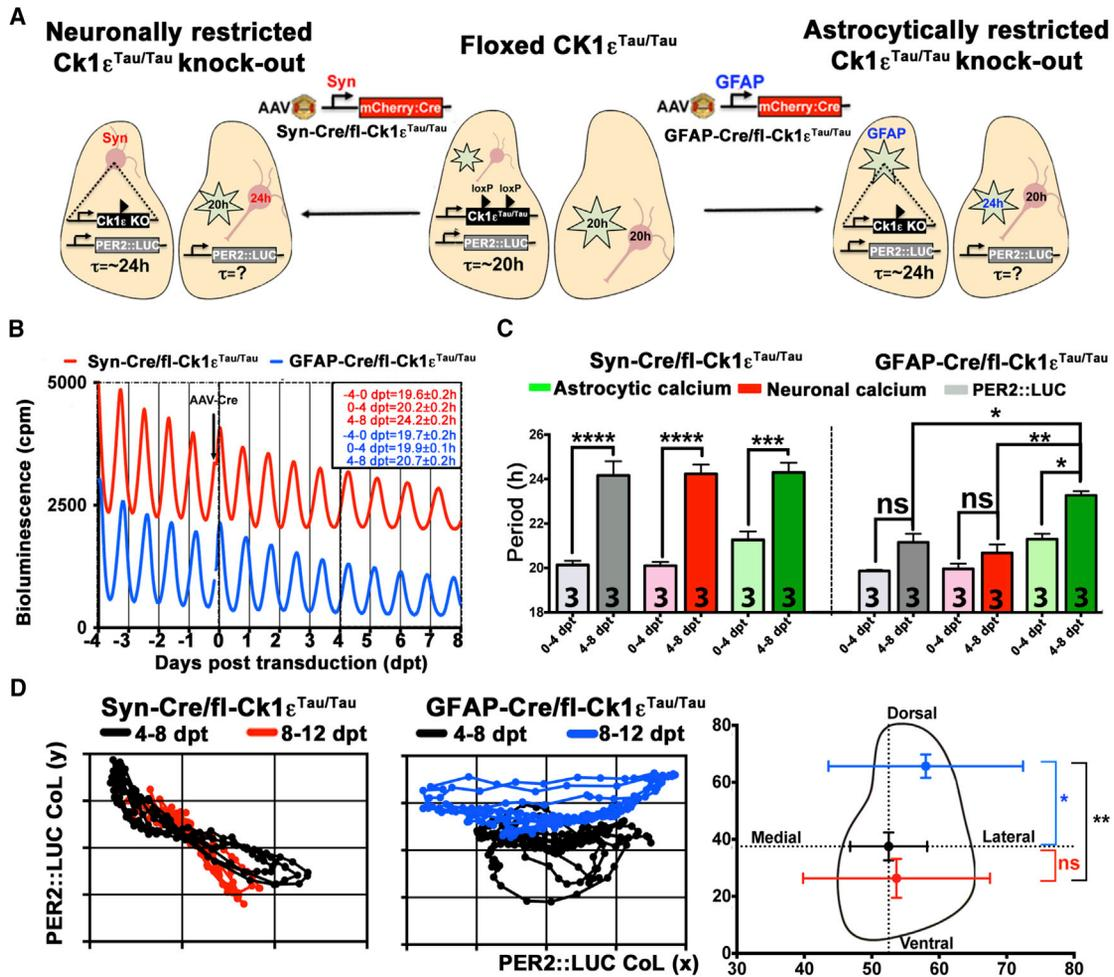 A
Neuronally restricted
Ck1ε Tau/Tau knock-out
Floxed CK1ε Tau/Tau
Astrocytically restricted
Ck1ε Tau/Tau knock-out
Syn
AAV
mCherry:Cre
Syn-Cre/fl-Ck1ε Tau/Tau
GFAP
AAV
mCherry:Cre
GFAP-Cre/fl-Ck1ε Tau/Tau
Syn
Ck1ε KO
PER2::LUC
τ=~24h
20h
24h
PER2::LUC
τ=?
loxP loxP
Ck1ε Tau/Tau
PER2::LUC
τ=~20h
20h
20h
GFAP
Ck1ε KO
PER2::LUC
τ=~24h
24h
20h
PER2::LUC
τ=?
B
Syn-Cre/fl-Ck1ε Tau/Tau
GFAP-Cre/fl-Ck1ε Tau/Tau
AAV-Cre
-4-0 dpt=19.6±0.2h
0-4 dpt=20.2±0.2h
4-8 dpt=24.2±0.2h
-4-0 dpt=19.7±0.2h
0-4 dpt=19.9±0.1h
4-8 dpt=20.7±0.2h
Bioluminescence (cpm)
5000
2500
0
-4 -3 -2 -1 0 1 2 3 4 5 6 7 8
Days post transduction (dpt)
C
Syn-Cre/fl-Ck1ε Tau/Tau
GFAP-Cre/fl-Ck1ε Tau/Tau
Astrocytic calcium
Neuronal calcium
PER2::LUC
Period (h)
26
24
22
20
18
**** **** ***
ns ns * ** *
3 3 3 3 3 3 3 3 3 3 3 3
0-4 dpt 4-8 dpt 0-4 dpt 4-8 dpt 0-4 dpt 4-8 dpt 0-4 dpt 4-8 dpt 0-4 dpt 4-8 dpt 0-4 dpt 4-8 dpt
D
Syn-Cre/fl-Ck1ε Tau/Tau
4-8 dpt 8-12 dpt
GFAP-Cre/fl-Ck1ε Tau/Tau
4-8 dpt 8-12 dpt
PER2::LUC CoL (y)
PER2::LUC CoL (x)
Dorsal
Medial
Lateral
Ventral
80
60
40
20
0
30 40 50 60 70 80
*
**
ns